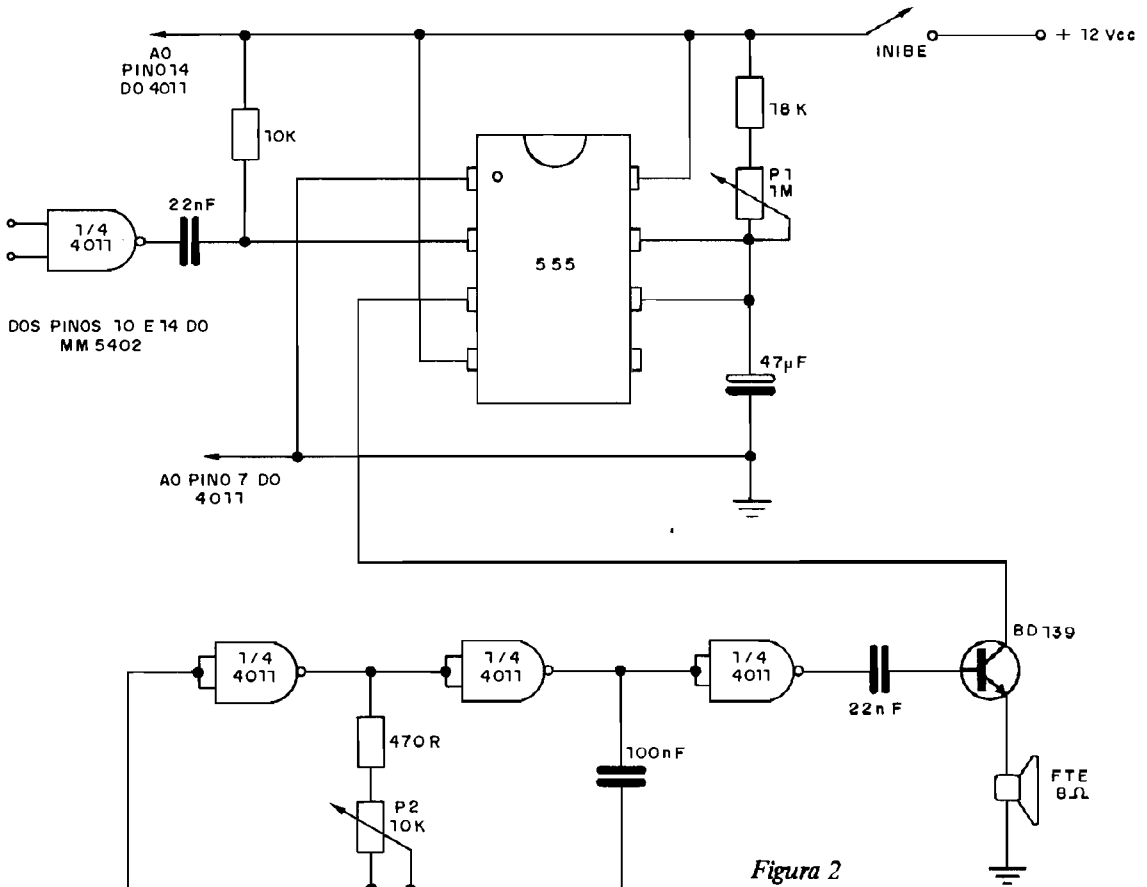 + 12 Vcc
INIBE
AO
PINO 14
DO 4011
10K
18K
P1
1M
22nF
1/4
4011
555
DOS PINOS 10 E 14 DO
MM 5402
47µF
AO PINO 7 DO
4011
BD139
1/4
4011
1/4
4011
1/4
4011
22nF
470R
100nF
FTE
8Ω
P2
10K
Figura 2